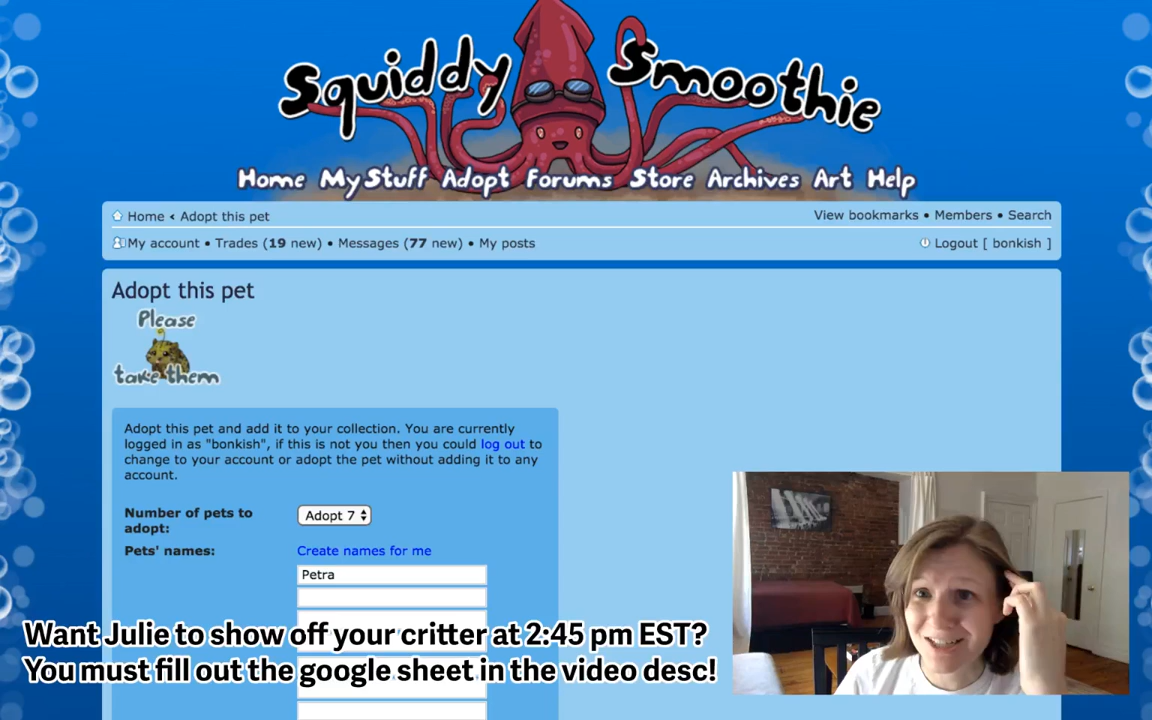 Squiddy Smoothie
Home My Stuff Adopt Forums Store Archives Art Help
Home < Adopt this pet
View bookmarks • Members • Search
My account • Trades (19 new) • Messages (77 new) • My posts
Logout [ bonkish ]
Adopt this pet
Please
take them
Adopt this pet and add it to your collection. You are currently
logged in as "bonkish", if this is not you then you could log out to
change to your account or adopt the pet without adding it to any
account.
Number of pets to
adopt:
Adopt 7
Pets' names:
Create names for me
Petra
Want Julie to show off your critter at 2:45 pm EST?
You must fill out the google sheet in the video desc!